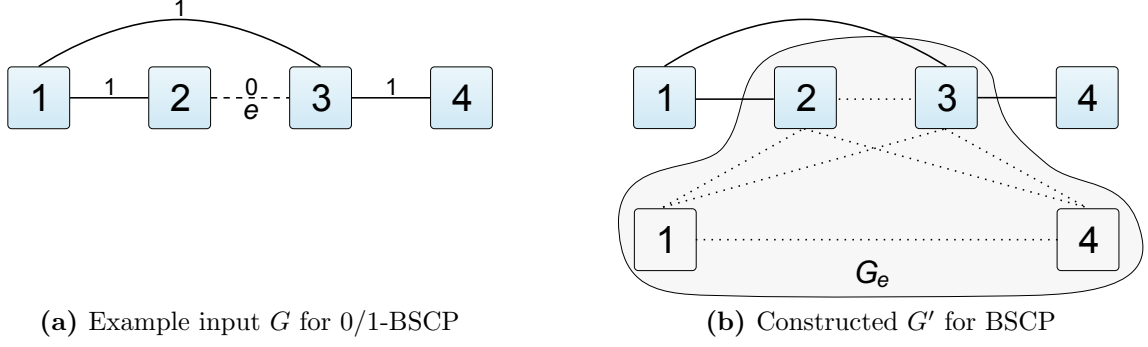 1
1 1 2 0 3 1 4
e
(a) Example input G for 0/1-BSCP
1 2 3 4
1 4
Gₑ
(b) Constructed G′ for BSCP